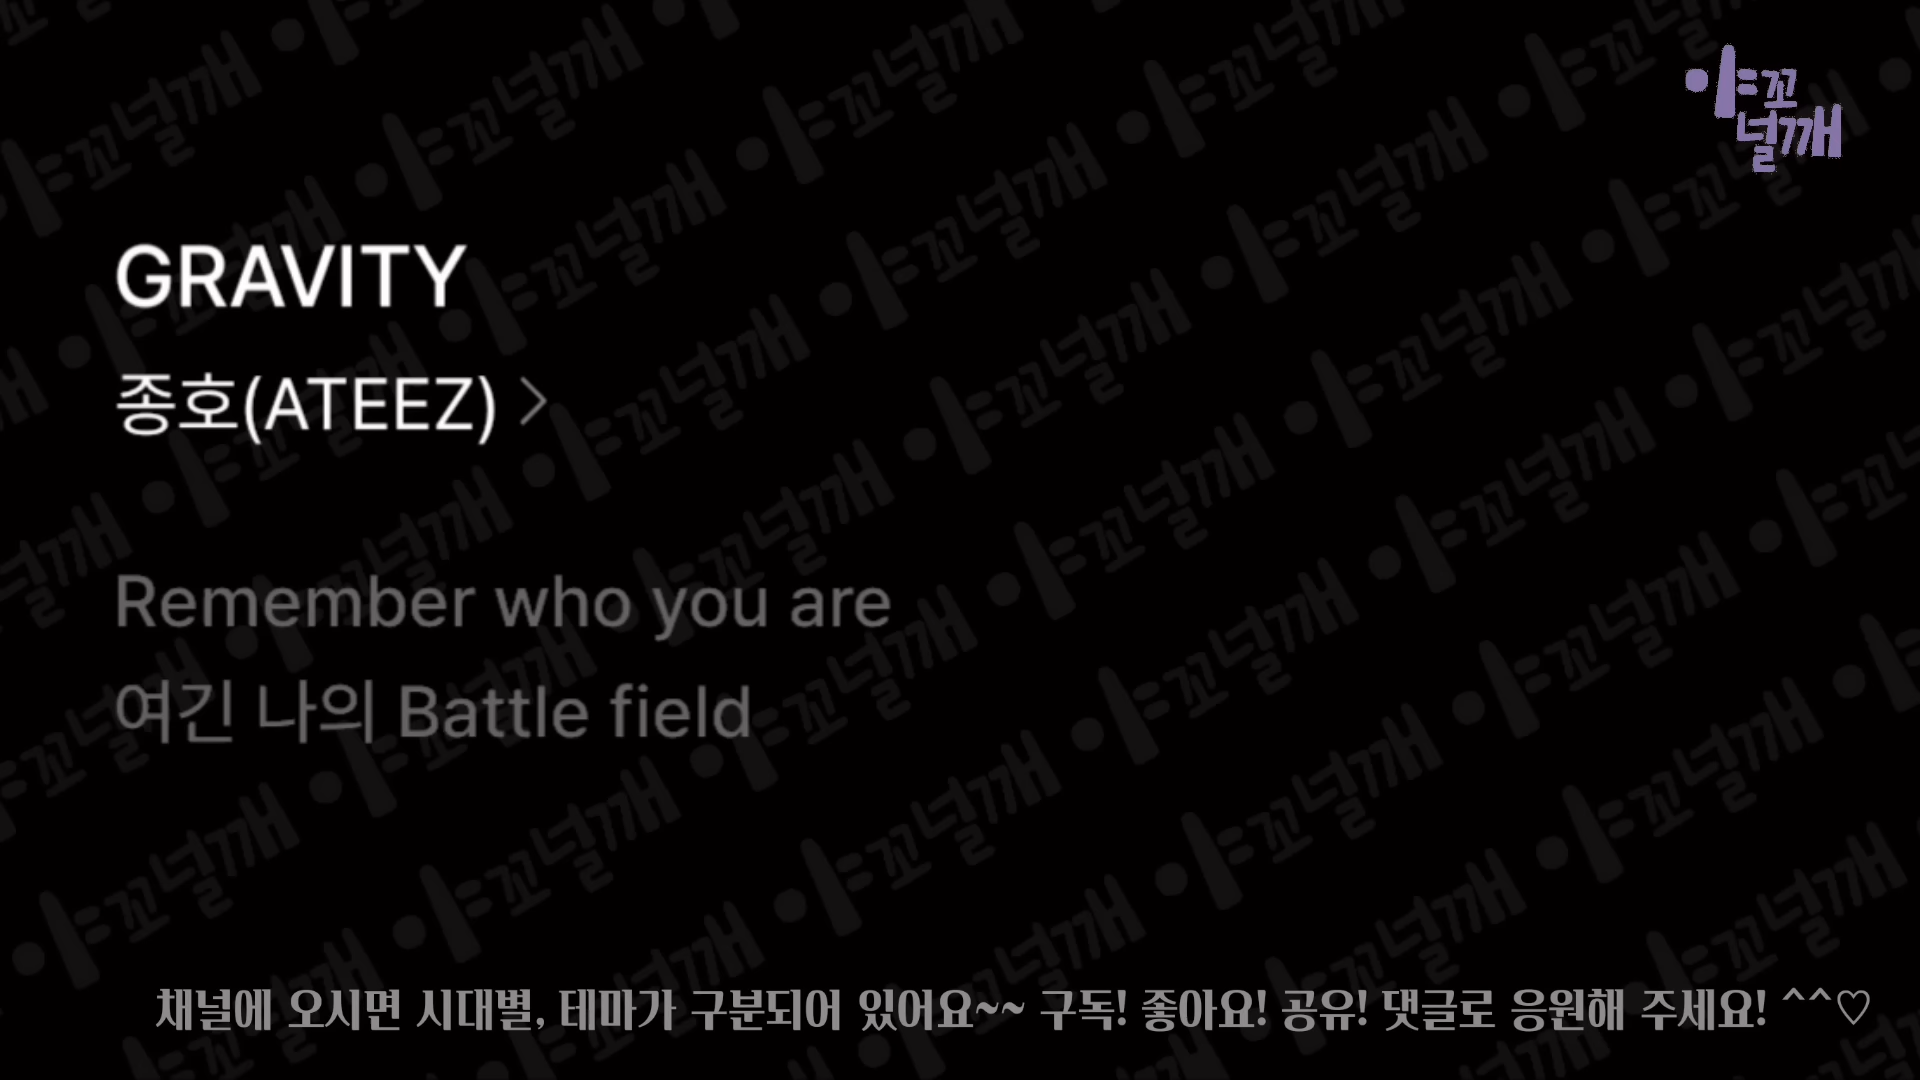 야꼬
널깨
GRAVITY
종호(ATEEZ) >
Remember who you are
여긴 나의 Battle field
채널에 오시면 시대별, 테마가 구분되어 있어요~~ 구독! 좋아요! 공유! 댓글로 응원해 주세요! ^^♡